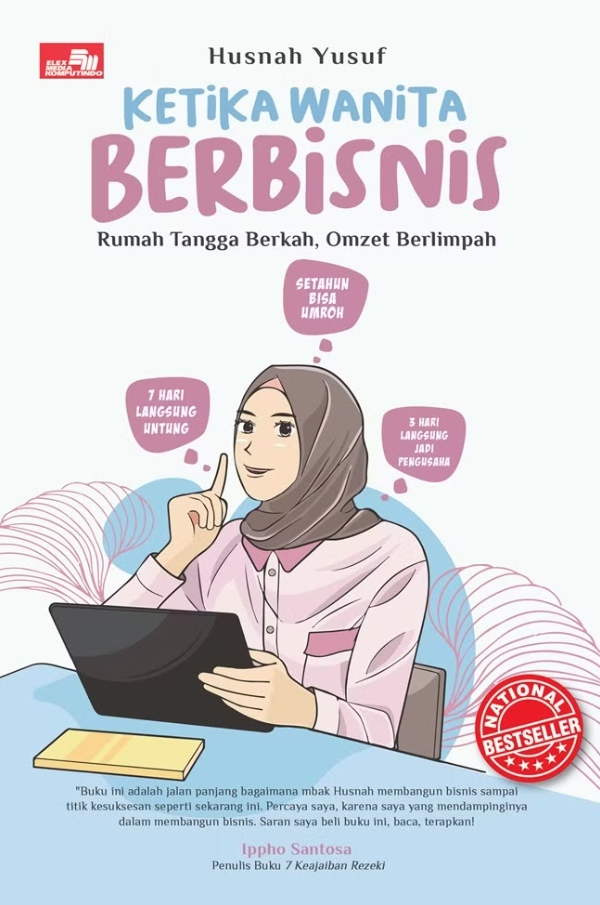 ELEX
MEDIA
KOMPUTINDO
Husnah Yusuf
KETIKA WANITA
BERBISNIS
Rumah Tangga Berkah, Omzet Berlimpah
SETAHUN
BISA
UMROH
7 HARI
LANGSUNG
UNTUNG
3 HARI
LANGSUNG
JADI
PENGUSAHA
NATIONAL
BESTSELLER
"Buku ini adalah jalan panjang bagaimana mbak Husnah membangun bisnis sampai
titik kesuksesan seperti sekarang ini. Percaya saya, karena saya yang mendampinginya
dalam membangun bisnis. Saran saya beli buku ini, baca, terapkan!
Ippho Santosa
Penulis Buku 7 Keajaiban Rezeki